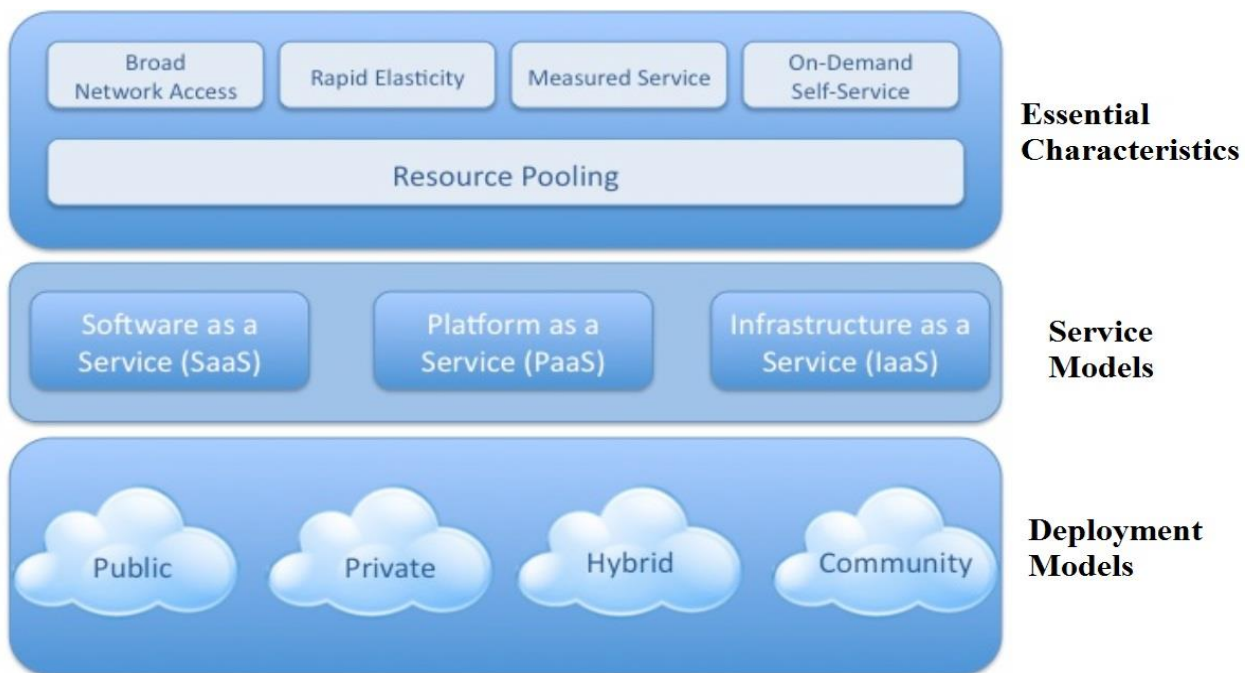 Broad
Network Access
Rapid Elasticity
Measured Service
On-Demand
Self-Service
Resource Pooling
Essential
Characteristics
Software as a
Service (SaaS)
Platform as a
Service (PaaS)
Infrastructure as a
Service (IaaS)
Service
Models
Public
Private
Hybrid
Community
Deployment
Models